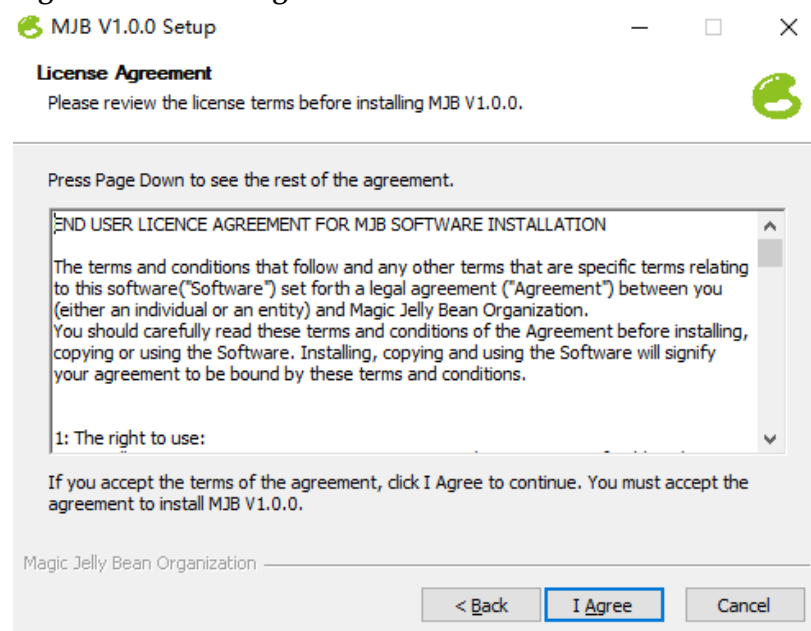 MJB V1.0.0 Setup
License Agreement
Please review the license terms before installing MJB V1.0.0.
Press Page Down to see the rest of the agreement.
END USER LICENCE AGREEMENT FOR MJB SOFTWARE INSTALLATION
The terms and conditions that follow and any other terms that are specific terms relating
to this software("Software") set forth a legal agreement ("Agreement") between you
(either an individual or an entity) and Magic Jelly Bean Organization.
You should carefully read these terms and conditions of the Agreement before installing,
copying or using the Software. Installing, copying and using the Software will signify
your agreement to be bound by these terms and conditions.
1: The right to use:
If you accept the terms of the agreement, click I Agree to continue. You must accept the
agreement to install MJB V1.0.0.
Magic Jelly Bean Organization
< Back I Agree Cancel